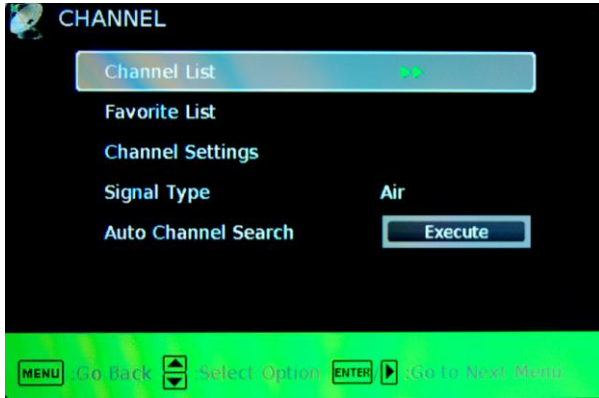 CHANNEL
Channel List
Favorite List
Channel Settings
Signal Type Air
Auto Channel Search Execute
MENU :Go Back :Select Option ENTER/ :Go to Next Menu